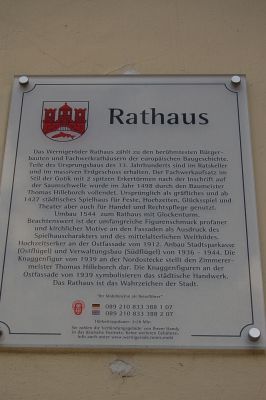 Rathaus
Das Wernigeröder Rathaus zählt zu den berühmtesten Bürger-
bauten und Fachwerkrathäusern der europäischen Baugeschichte.
Teile des Ursprungsbaus des 13. Jahrhunderts sind im Ratskeller
und im massiven Erdgeschoss erhalten. Der Fachwerkaufsatz im
Stil der Gotik mit 2 spitzen Erkertürmen nach der Inschrift auf
der Saumschwelle wurde im Jahr 1498 durch den Baumeister
Thomas Hilleborch vollendet. Ursprünglich als gräfliches und ab
1427 städtisches Spielhaus für Feste, Hochzeiten, Glücksspiel und
Theater aber auch für Handel und Rechtspflege genutzt.
Umbau 1544 zum Rathaus mit Glockenturm.
Beachtenswert ist der umfangreiche Figurenschmuck profaner
und kirchlicher Motive an den Fassaden als Ausdruck des
Spielhauscharakters und des mittelalterlichen Weltbildes.
Hochzeitserker an der Ostfassade von 1912. Anbau Stadtsparkasse
(Ostflügel) und Verwaltungsbau (Südflügel) von 1936 - 1944. Die
Knaggenfigur von 1939 an der Nordostecke stellt den Zimmerer-
meister Thomas Hilleborch dar. Die Knaggenfiguren an der
Ostfassade von 1939 symbolisieren das städtische Handwerk.
Das Rathaus ist das Wahrzeichen der Stadt.
"Ihr Mobiltelefon als Reiseführer"
089 210 833 388 1 07
089 210 833 388 2 07